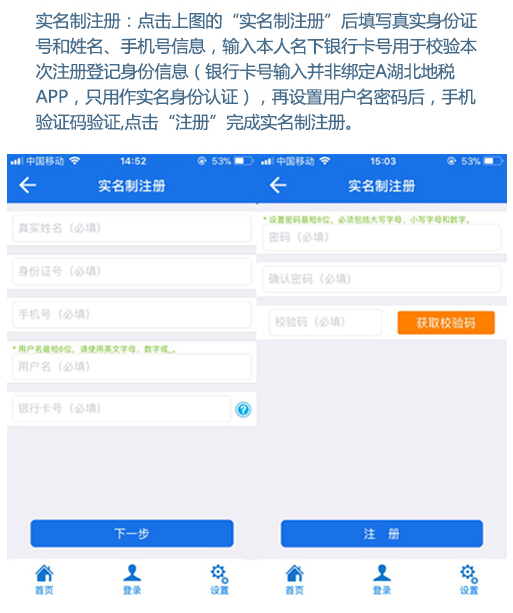 实名制注册：点击上图的“实名制注册”后填写真实身份证
号和姓名、手机号信息，输入本人名下银行卡号用于校验本
次注册登记身份信息（银行卡号输入并非绑定A湖北地税
APP，只用作实名身份认证），再设置用户名密码后，手机
验证码验证,点击“注册”完成实名制注册。
中国移动 14:52 53%
实名制注册
真实姓名（必填）
身份证号（必填）
手机号（必填）
*用户名最短6位，请使用英文字母、数字或_。
用户名（必填）
银行卡号（必填）
?
下一步
首页 登录 设置
中国移动 15:03 53%
实名制注册
*设置密码最短8位，必须包括大写字母、小写字母和数字。
密码（必填）
确认密码（必填）
校验码（必填） 获取校验码
注 册
首页 登录 设置